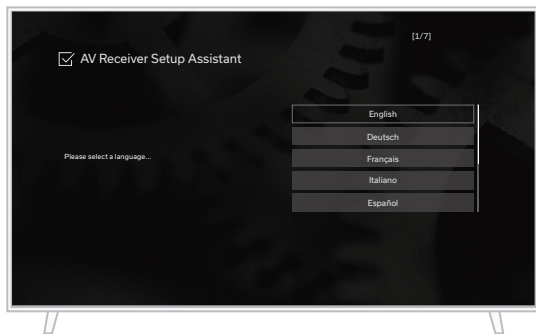 [1/7]
AV Receiver Setup Assistant
Please select a language...
English
Deutsch
Français
Italiano
Español